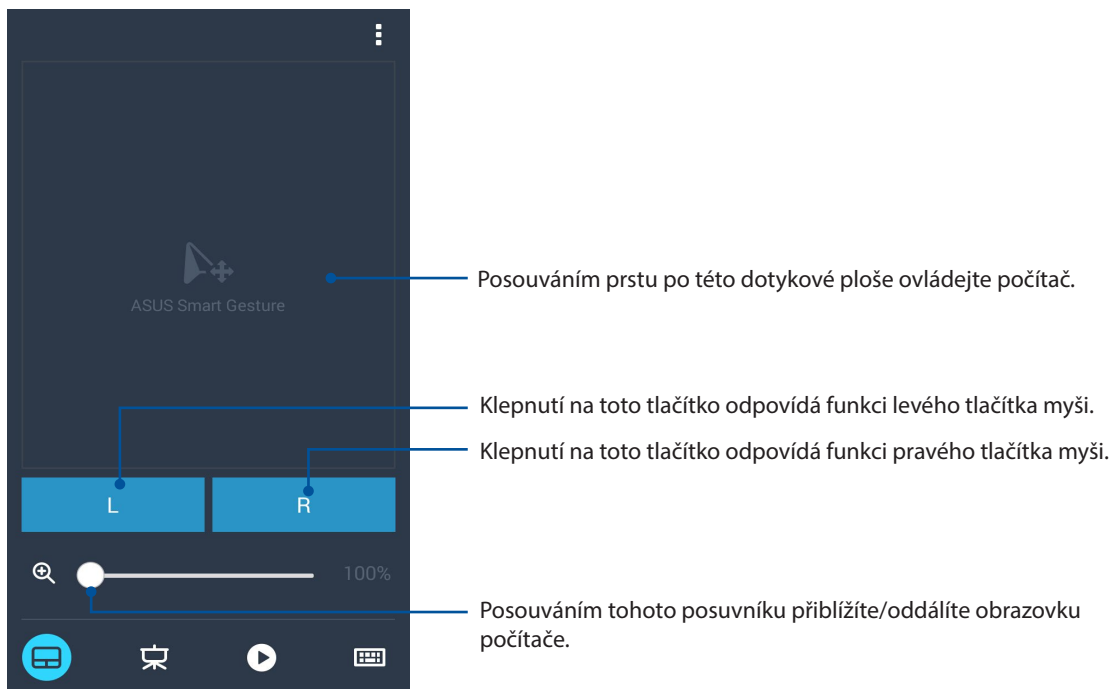 ASUS Smart Gesture
Posouváním prstu po této dotykové ploše ovládejte počítač.
Klepnutí na toto tlačítko odpovídá funkci levého tlačítka myši.
Klepnutí na toto tlačítko odpovídá funkci pravého tlačítka myši.
L
R
100%
Posouváním tohoto posuvníku přiblížíte/oddálíte obrazovku
počítače.